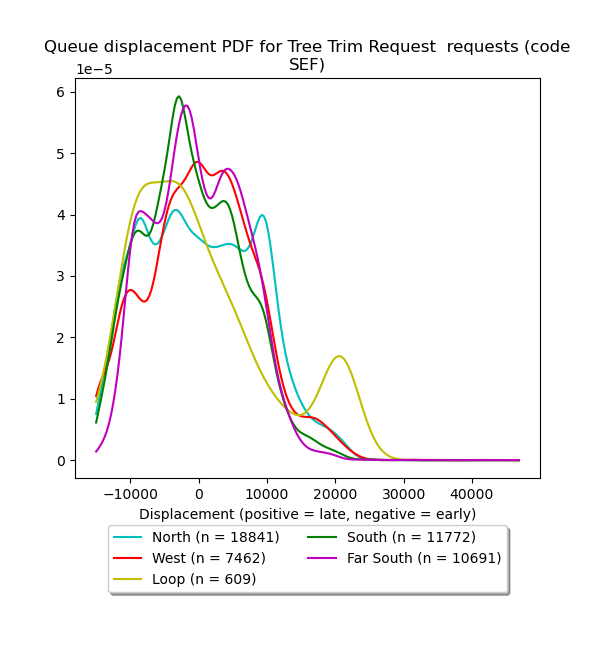 Queue displacement PDF for Tree Trim Request  requests (code
SEF)
1e−5
6
5
4
3
2
1
0
−10000 0 10000 20000 30000 40000
Displacement (positive = late, negative = early)
North (n = 18841) South (n = 11772)
West (n = 7462) Far South (n = 10691)
Loop (n = 609)